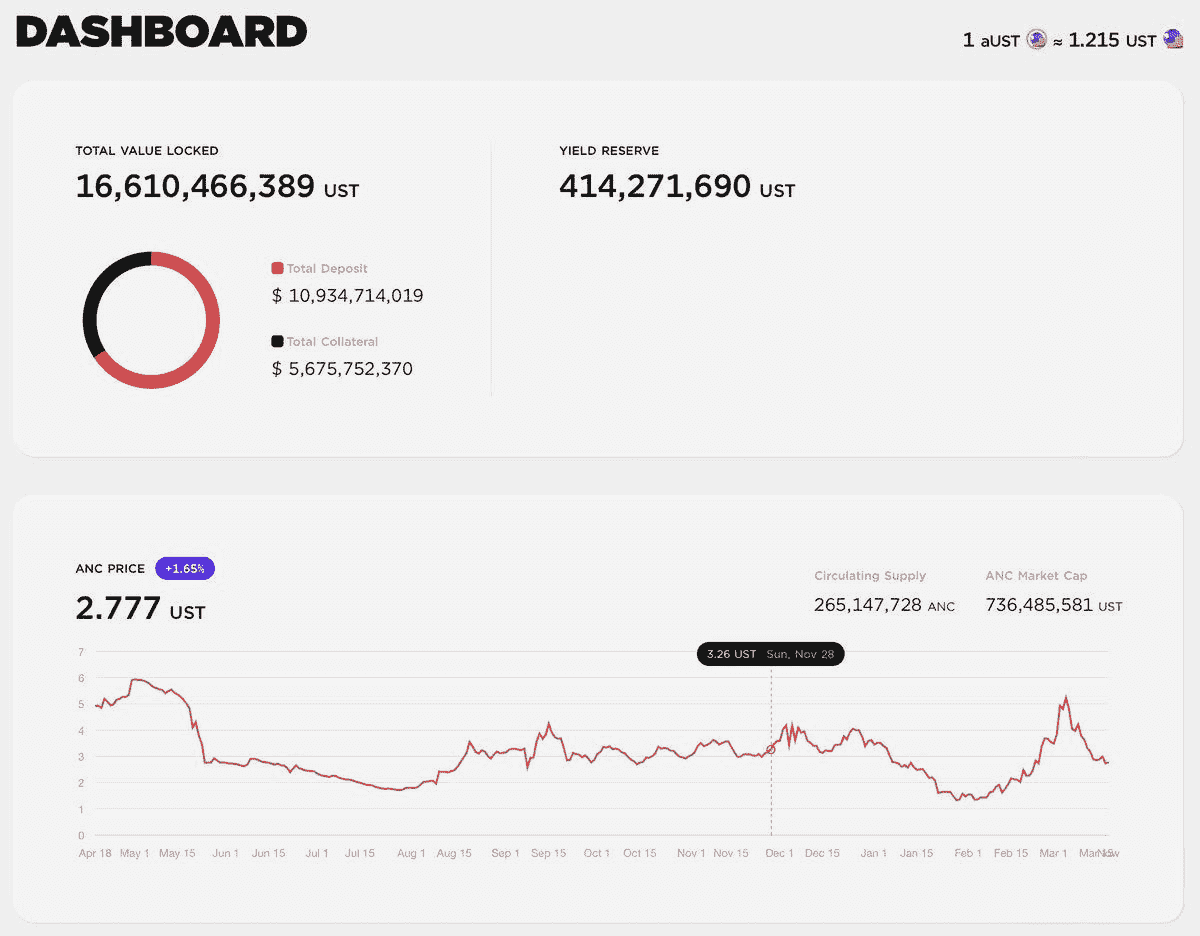 DASHBOARD
1 aUST ≈ 1.215 UST
TOTAL VALUE LOCKED
16,610,466,389 UST
YIELD RESERVE
414,271,690 UST
Total Deposit
$ 10,934,714,019
Total Collateral
$ 5,675,752,370
ANC PRICE +1.65%
2.777 UST
Circulating Supply
265,147,728 ANC
ANC Market Cap
736,485,581 UST
3.26 UST Sun, Nov 28
7
6
5
4
3
2
1
0
Apr 18 May 1 May 15 Jun 1 Jun 15 Jul 1 Jul 15 Aug 1 Aug 15 Sep 1 Sep 15 Oct 1 Oct 15 Nov 1 Nov 15 Dec 1 Dec 15 Jan 1 Jan 15 Feb 1 Feb 15 Mar 1 Mar 15 Now